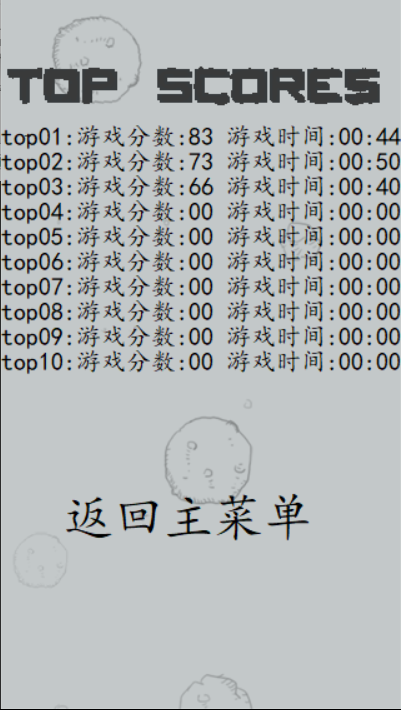 TOP SCORES
top01:游戏分数:83 游戏时间:00:44
top02:游戏分数:73 游戏时间:00:50
top03:游戏分数:66 游戏时间:00:40
top04:游戏分数:00 游戏时间:00:00
top05:游戏分数:00 游戏时间:00:00
top06:游戏分数:00 游戏时间:00:00
top07:游戏分数:00 游戏时间:00:00
top08:游戏分数:00 游戏时间:00:00
top09:游戏分数:00 游戏时间:00:00
top10:游戏分数:00 游戏时间:00:00
返回主菜单